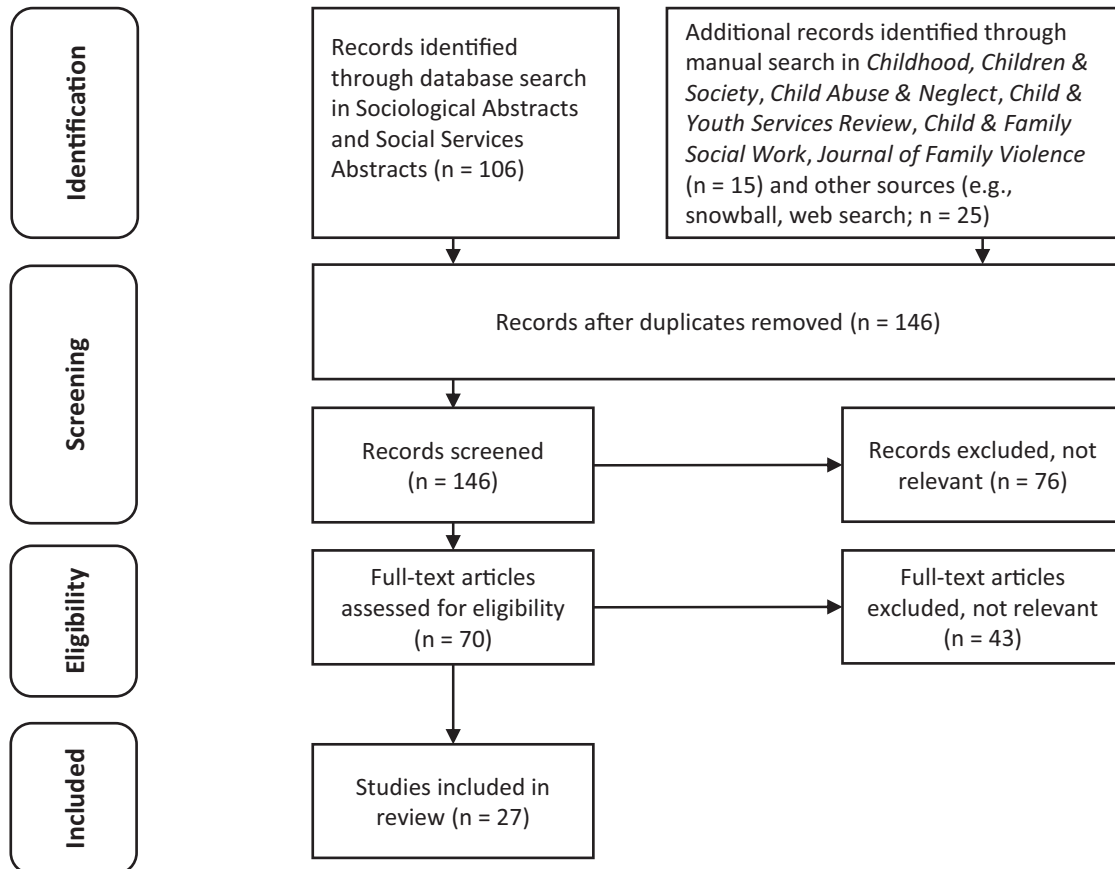 Identification
Records identified
through database search
in Sociological Abstracts
and Social Services
Abstracts (n = 106)
Additional records identified through
manual search in Childhood, Children &
Society, Child Abuse & Neglect, Child &
Youth Services Review, Child & Family
Social Work, Journal of Family Violence
(n = 15) and other sources (e.g.,
snowball, web search; n = 25)
Screening
Records after duplicates removed (n = 146)
Records screened
(n = 146)
Records excluded, not
relevant (n = 76)
Eligibility
Full-text articles
assessed for eligibility
(n = 70)
Full-text articles
excluded, not relevant
(n = 43)
Included
Studies included in
review (n = 27)